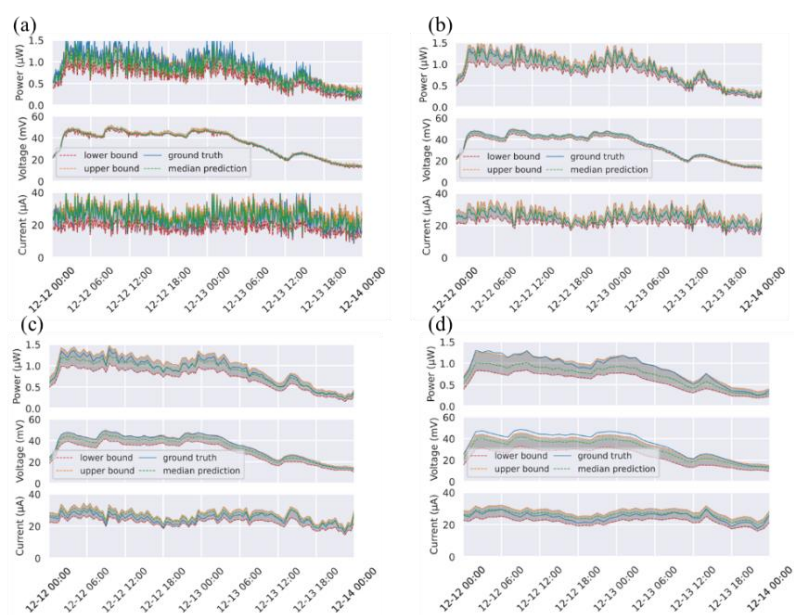 (a)
1.5
1.0
0.5
0.0
Power (μW)
60
40
20
0
Voltage (mV)
lower bound
ground truth
upper bound
median prediction
40
20
0
Current (μA)
12-12 00:00
12-12 06:00
12-12 12:00
12-12 18:00
12-13 00:00
12-13 06:00
12-13 12:00
12-13 18:00
12-14 00:00
(b)
1.5
1.0
0.5
0.0
Power (μW)
60
40
20
0
Voltage (mV)
lower bound
ground truth
upper bound
median prediction
40
20
0
Current (μA)
12-12 00:00
12-12 06:00
12-12 12:00
12-12 18:00
12-13 00:00
12-13 06:00
12-13 12:00
12-13 18:00
12-14 00:00
(c)
1.5
1.0
0.5
0.0
Power (μW)
60
40
20
0
Voltage (mV)
lower bound
ground truth
upper bound
median prediction
40
20
0
Current (μA)
12-12 00:00
12-12 06:00
12-12 12:00
12-12 18:00
12-13 00:00
12-13 06:00
12-13 12:00
12-13 18:00
12-14 00:00
(d)
1.5
1.0
0.5
0.0
Power (μW)
60
40
20
0
Voltage (mV)
lower bound
ground truth
upper bound
median prediction
40
20
0
Current (μA)
12-12 00:00
12-12 06:00
12-12 12:00
12-12 18:00
12-13 00:00
12-13 06:00
12-13 12:00
12-13 18:00
12-14 00:00